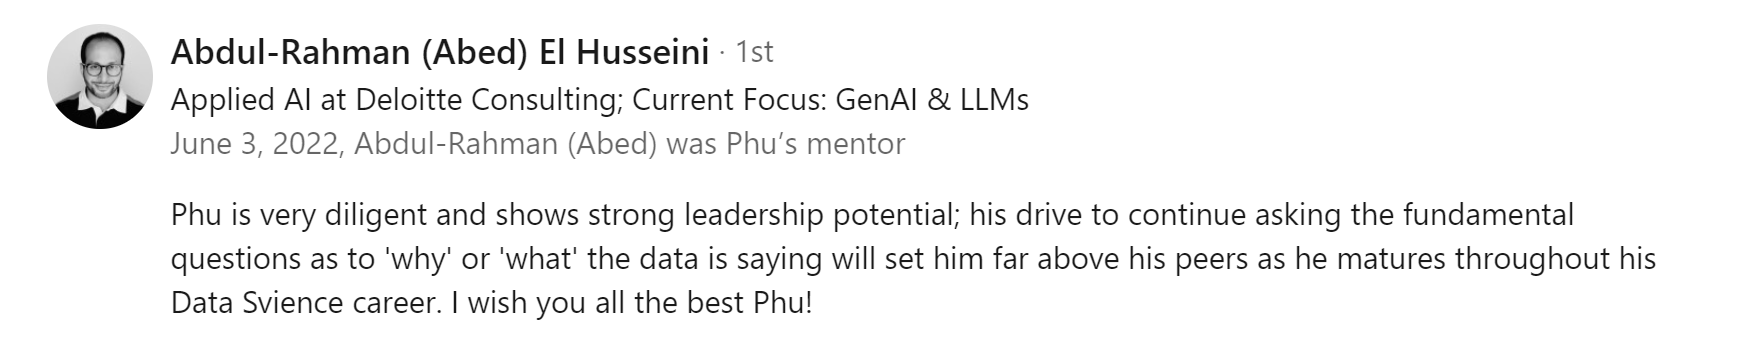 Abdul-Rahman (Abed) El Husseini · 1st
Applied AI at Deloitte Consulting; Current Focus: GenAI & LLMs
June 3, 2022, Abdul-Rahman (Abed) was Phu’s mentor
Phu is very diligent and shows strong leadership potential; his drive to continue asking the fundamental
questions as to 'why' or 'what' the data is saying will set him far above his peers as he matures throughout his
Data Svience career. I wish you all the best Phu!